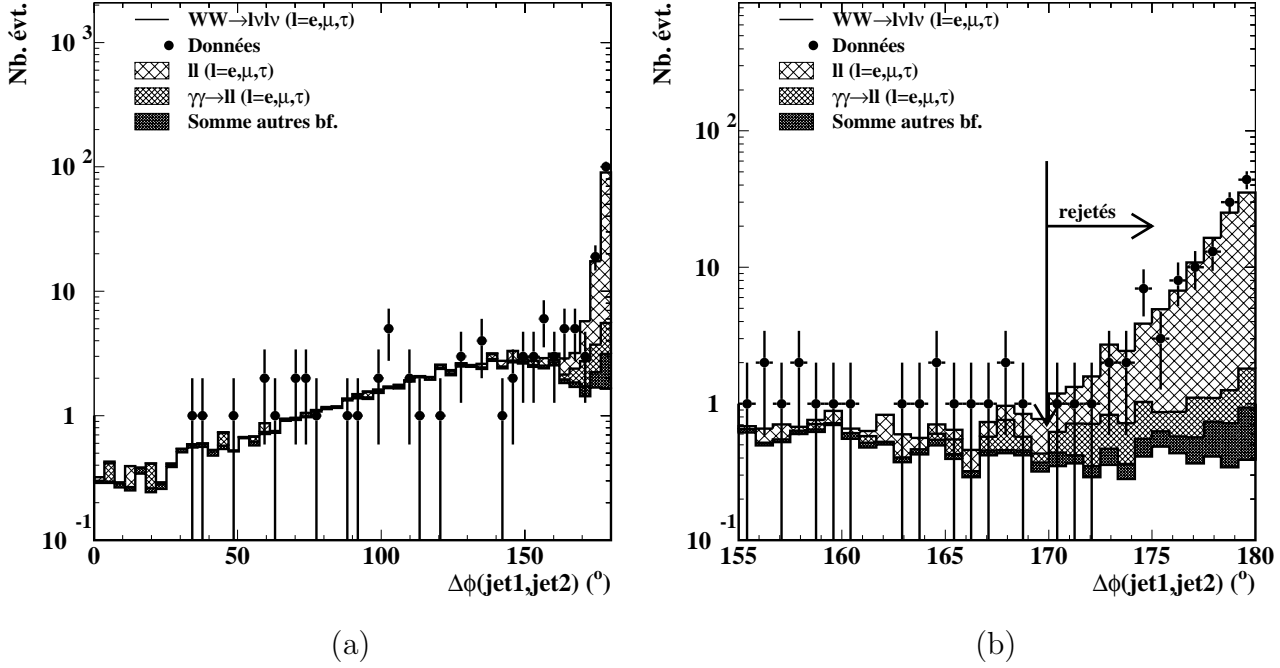 Nb. évt.
10³
10²
10
1
10⁻¹
WW→lνlν (l=e,μ,τ)
Données
ll (l=e,μ,τ)
γγ→ll (l=e,μ,τ)
Somme autres bf.
0 50 100 150
Δϕ(jet1,jet2) (°)
(a)
Nb. évt.
10²
10
1
10⁻¹
WW→lνlν (l=e,μ,τ)
Données
ll (l=e,μ,τ)
γγ→ll (l=e,μ,τ)
Somme autres bf.
rejetés
155 160 165 170 175 180
Δϕ(jet1,jet2) (°)
(b)